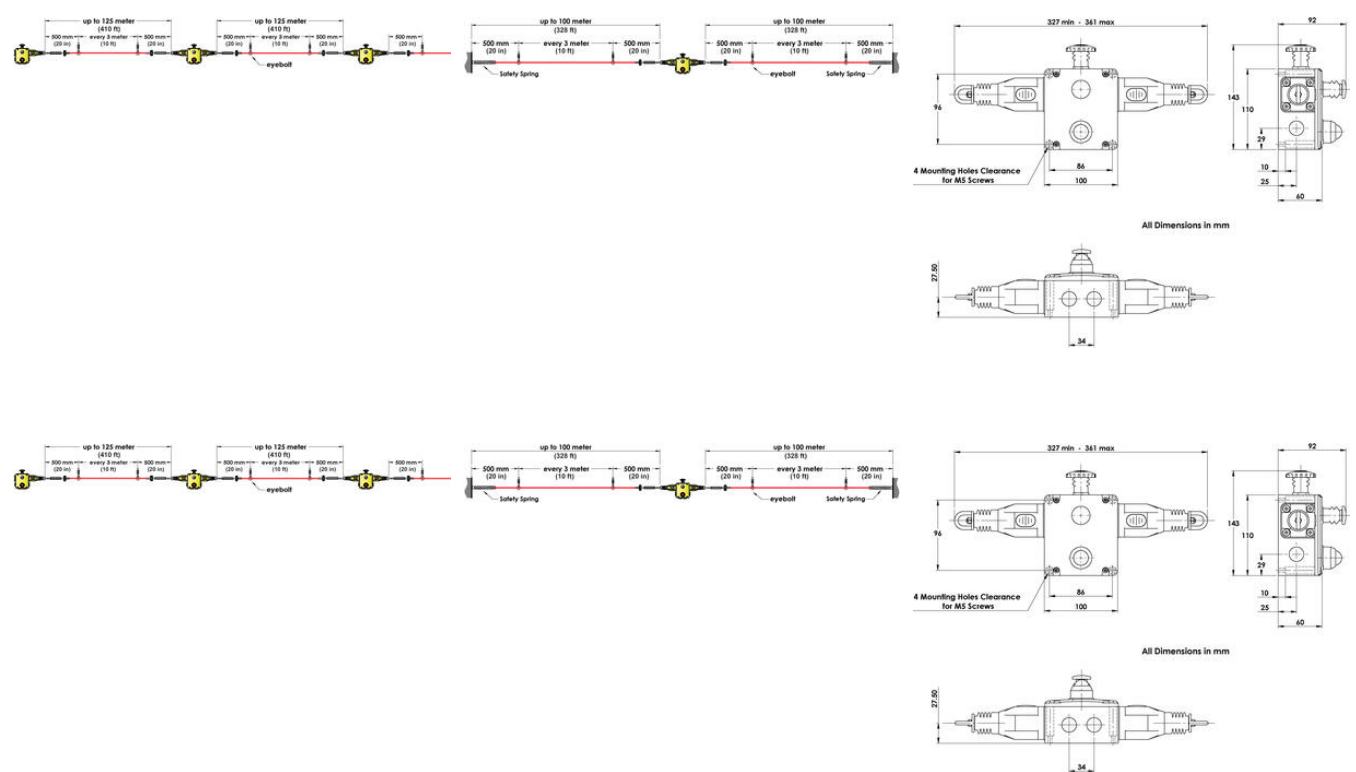 up to 125 meter
(410 ft)
up to 125 meter
(410 ft)
500 mm
(20 in)
every 3 meter
(10 ft)
500 mm
(20 in)
500 mm
(20 in)
every 3 meter
(10 ft)
500 mm
(20 in)
500 mm
(20 in)
eyebolt
up to 100 meter
(328 ft)
up to 100 meter
(328 ft)
500 mm
(20 in)
every 3 meter
(10 ft)
500 mm
(20 in)
500 mm
(20 in)
every 3 meter
(10 ft)
500 mm
(20 in)
Safety Spring
eyebolt
Safety Spring
327 min - 361 max
96
86
100
4 Mounting Holes Clearance
for M5 Screws
92
143
110
29
10
25
60
All Dimensions in mm
27.50
34
up to 125 meter
(410 ft)
up to 125 meter
(410 ft)
500 mm
(20 in)
every 3 meter
(10 ft)
500 mm
(20 in)
500 mm
(20 in)
every 3 meter
(10 ft)
500 mm
(20 in)
500 mm
(20 in)
eyebolt
up to 100 meter
(328 ft)
up to 100 meter
(328 ft)
500 mm
(20 in)
every 3 meter
(10 ft)
500 mm
(20 in)
500 mm
(20 in)
every 3 meter
(10 ft)
500 mm
(20 in)
Safety Spring
eyebolt
Safety Spring
327 min - 361 max
96
86
100
4 Mounting Holes Clearance
for M5 Screws
92
143
110
29
10
25
60
All Dimensions in mm
27.50
34